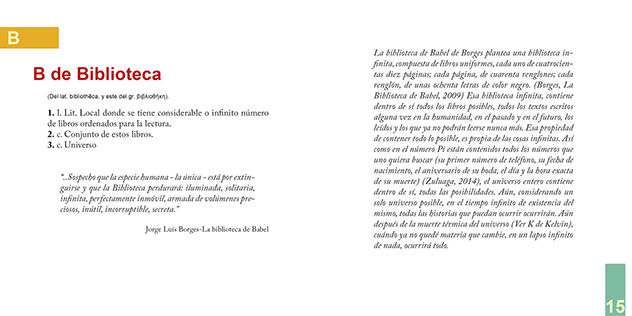 B
B de Biblioteca
(Del lat. bibliothēca, y este del gr. βιβλιοθήκη).
1. l. Lit. Local donde se tiene considerable o infinito número
de libros ordenados para la lectura.
2. c. Conjunto de estos libros.
3. c. Universo
"...Sospecho que la especie humana - la única - está por extin-
guirse y que la Biblioteca perdurará: iluminada, solitaria,
infinita, perfectamente inmóvil, armada de volúmenes pre-
ciosos, inútil, incorruptible, secreta."
Jorge Luis Borges-La biblioteca de Babel
La biblioteca de Babel de Borges plantea una biblioteca in-
finita, compuesta de libros uniformes, cada uno de cuatrocien-
tas diez páginas; cada página, de cuarenta renglones; cada
renglón, de unas ochenta letras de color negro. (Borges, La
Biblioteca de Babel, 2009) Esa biblioteca infinita, contiene
dentro de sí todos los libros posibles, todos los textos escritos
alguna vez en la humanidad, en el pasado y en el futuro, los
leídos y los que ya no podrán leerse nunca más. Esa propiedad
de contener todo lo posible, es propia de las cosas infinitas. Así
como en el número Pi están contenidos todos los números que
uno quiera buscar (su primer número de teléfono, su fecha de
nacimiento, el aniversario de su boda, el día y la hora exacta
de su muerte) (Zuluaga, 2014), el universo entero contiene
dentro de sí, todas las posibilidades. Aún, considerando un
solo universo posible, en el tiempo infinito de existencia del
mismo, todas las historias que puedan ocurrir ocurrirán. Aún
después de la muerte térmica del universo (Ver K de Kelvin),
cuándo ya no quedé materia que cambie, en un lapso infinito
de nada, ocurrirá todo.
15